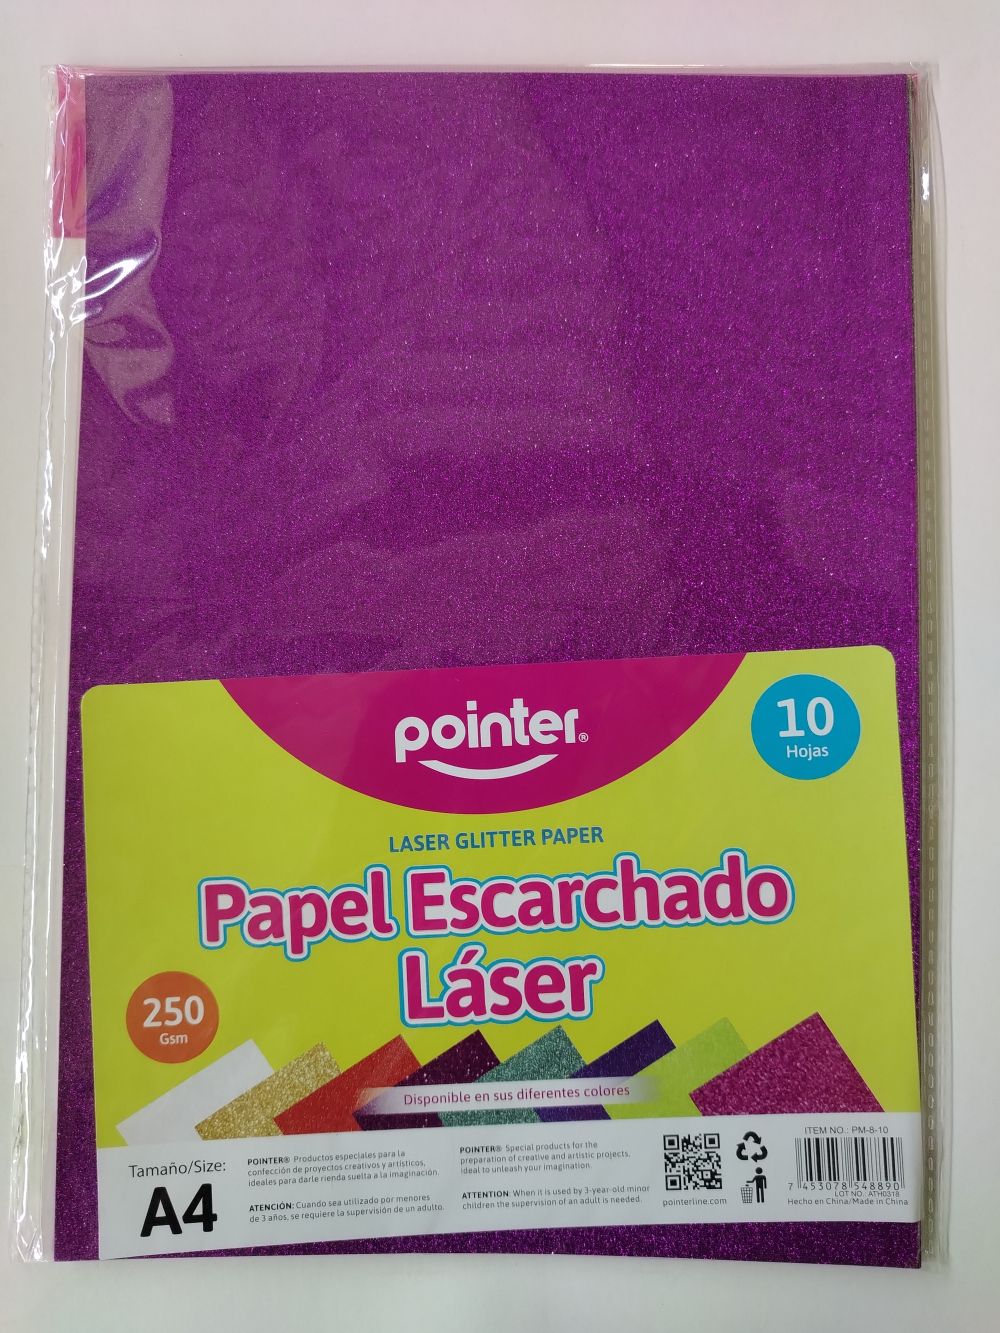 pointer®
10
Hojas
LASER GLITTER PAPER
Papel Escarchado
Láser
250
Gsm
Disponible en sus diferentes colores
Tamaño/Size:
A4
POINTER® Productos especiales para la
confección de proyectos creativos y artísticos,
ideales para darle rienda suelta a la imaginación.
ATENCIÓN: Cuando sea utilizado por menores
de 3 años, se requiere la supervisión de un adulto.
POINTER® Special products for the
preparation of creative and artistic projects,
ideal to unleash your imagination.
ATTENTION: When it is used by 3-year-old minor
children the supervision of an adult is needed.
pointerline.com
ITEM NO.: PM-8-10
7 453078 548890
LOT NO.: ATH0318
Hecho en China/Made in China